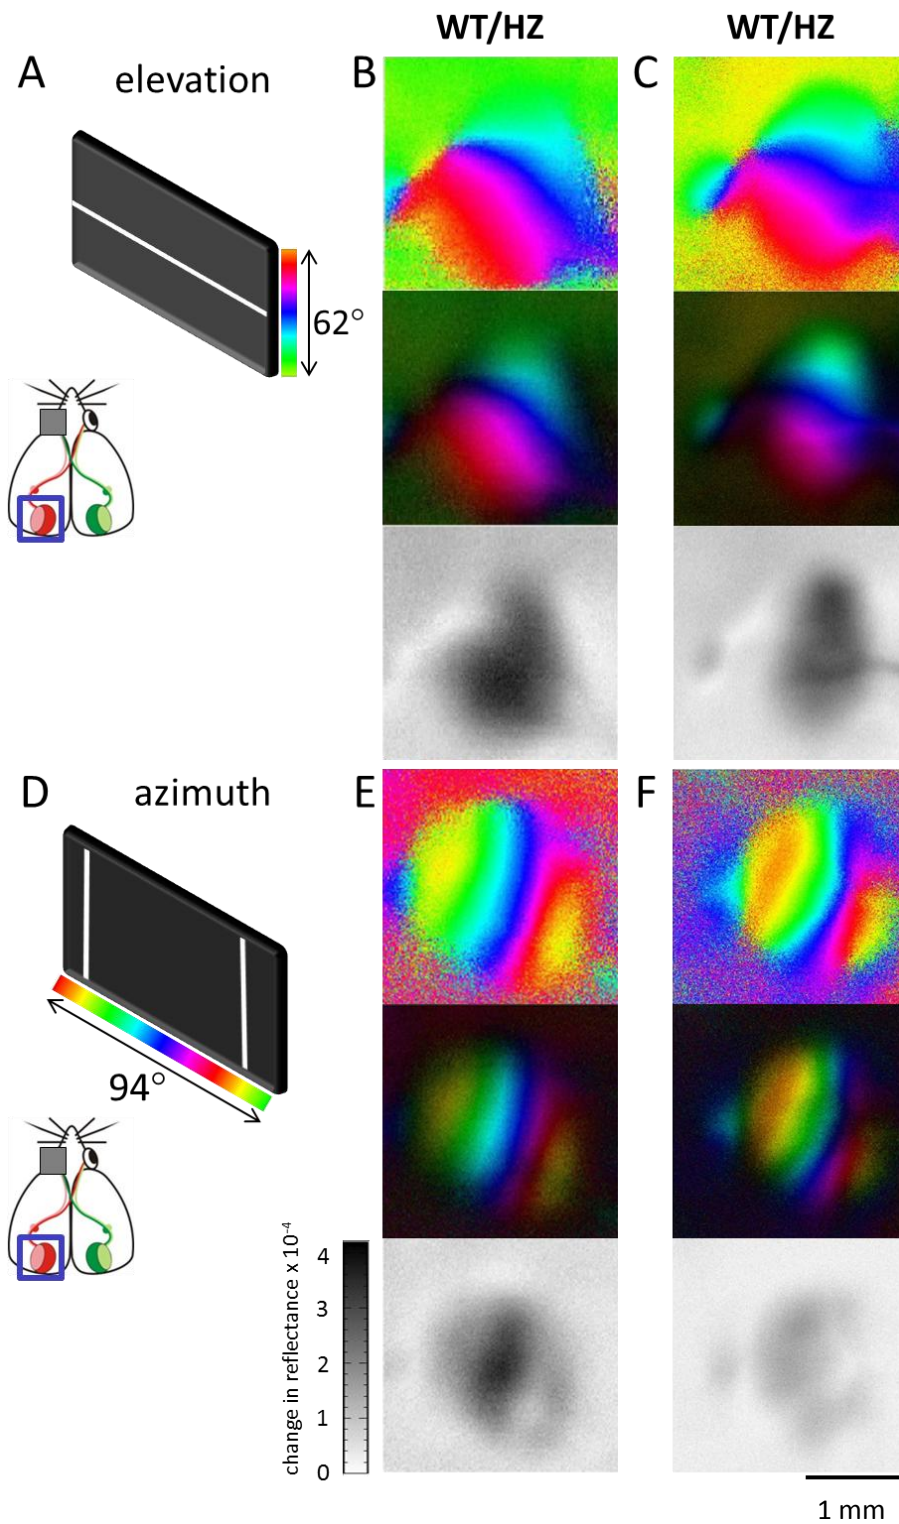 WT/HZ WT/HZ
A elevation B C
62°
D azimuth E F
94°
change in reflectance x 10⁻⁴
4
3
2
1
0
1 mm